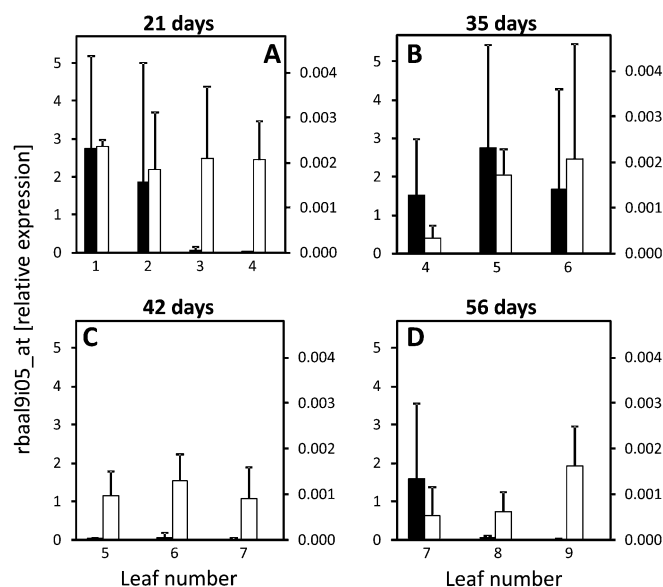 21 days
35 days
A
B
5
4
3
2
1
0
0.004
0.003
0.002
0.001
0.000
1 2 3 4
5
4
3
2
1
0
0.004
0.003
0.002
0.001
0.000
4 5 6
rbaal9i05_at [relative expression]
42 days
56 days
C
D
5
4
3
2
1
0
0.004
0.003
0.002
0.001
0.000
5 6 7
5
4
3
2
1
0
0.004
0.003
0.002
0.001
0.000
7 8 9
Leaf number
Leaf number